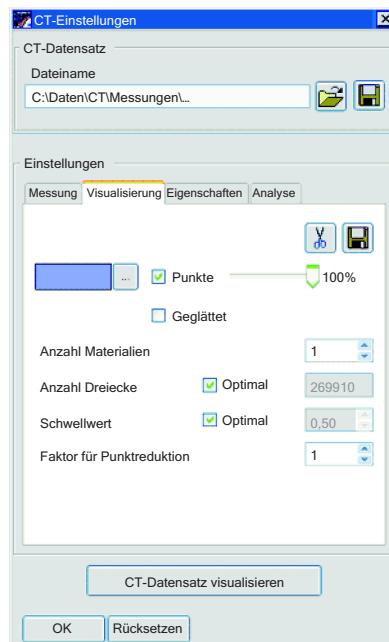 CT-Einstellungen
CT-Datensatz
Dateiname
C:\Daten\CT\Messungen\...
Einstellungen
Messung Visualisierung Eigenschaften Analyse
... Punkte 100%
Geglättet
Anzahl Materialien 1
Anzahl Dreiecke Optimal 269910
Schwellwert Optimal 0,50
Faktor für Punktreduktion 1
CT-Datensatz visualisieren
OK Rücksetzen